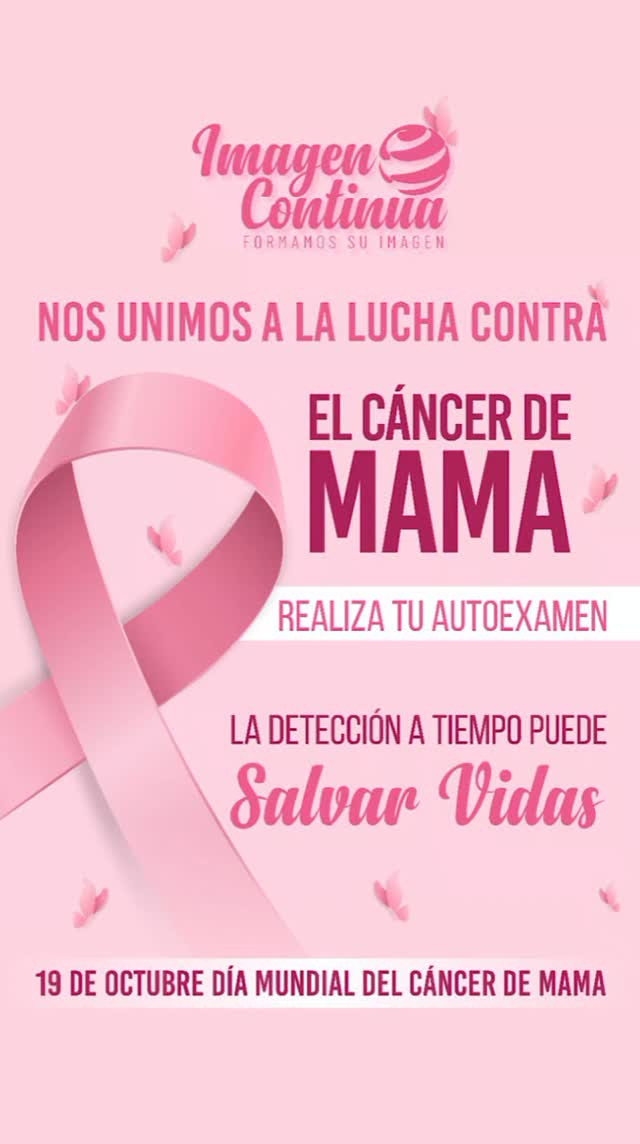 Imagen
Continua
FORMAMOS SU IMAGEN
NOS UNIMOS A LA LUCHA CONTRA
EL CÁNCER DE
MAMA
REALIZA TU AUTOEXAMEN
LA DETECCIÓN A TIEMPO PUEDE
Salvar Vidas
19 DE OCTUBRE DÍA MUNDIAL DEL CÁNCER DE MAMA